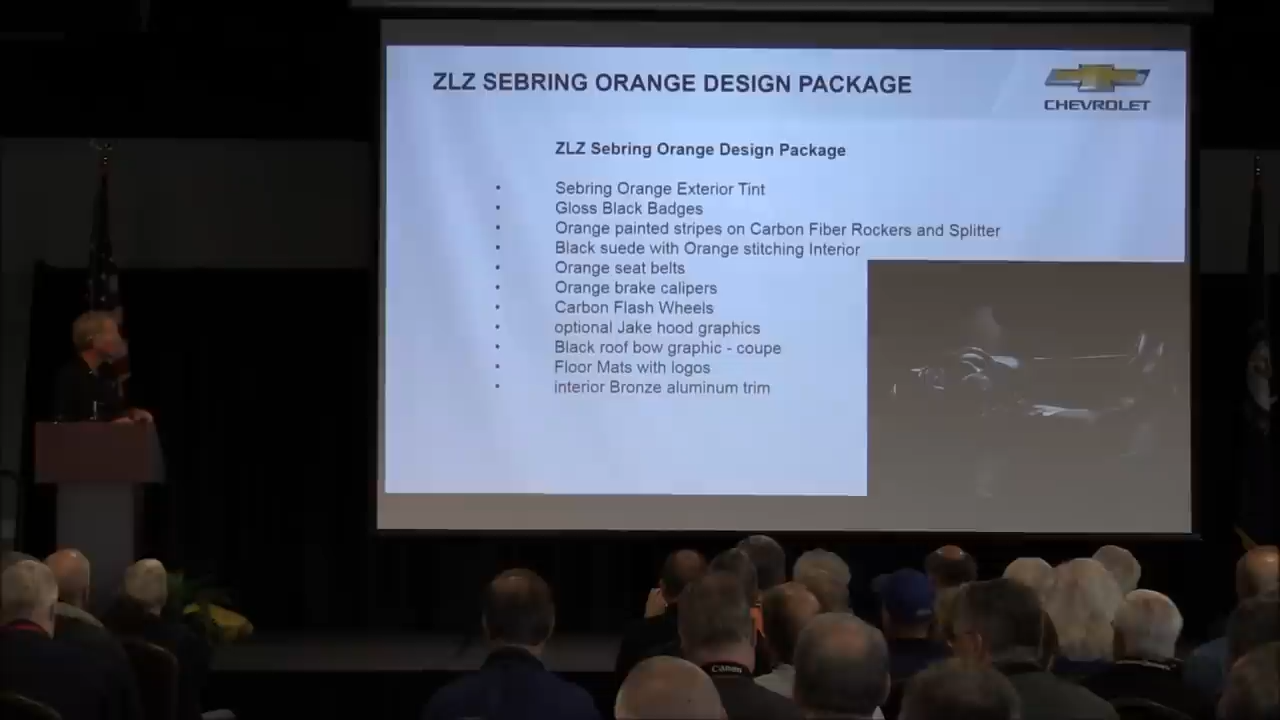 ZLZ SEBRING ORANGE DESIGN PACKAGE
CHEVROLET
ZLZ Sebring Orange Design Package
• Sebring Orange Exterior Tint
• Gloss Black Badges
• Orange painted stripes on Carbon Fiber Rockers and Splitter
• Black suede with Orange stitching Interior
• Orange seat belts
• Orange brake calipers
• Carbon Flash Wheels
• optional Jake hood graphics
• Black roof bow graphic - coupe
• Floor Mats with logos
• interior Bronze aluminum trim
Canon